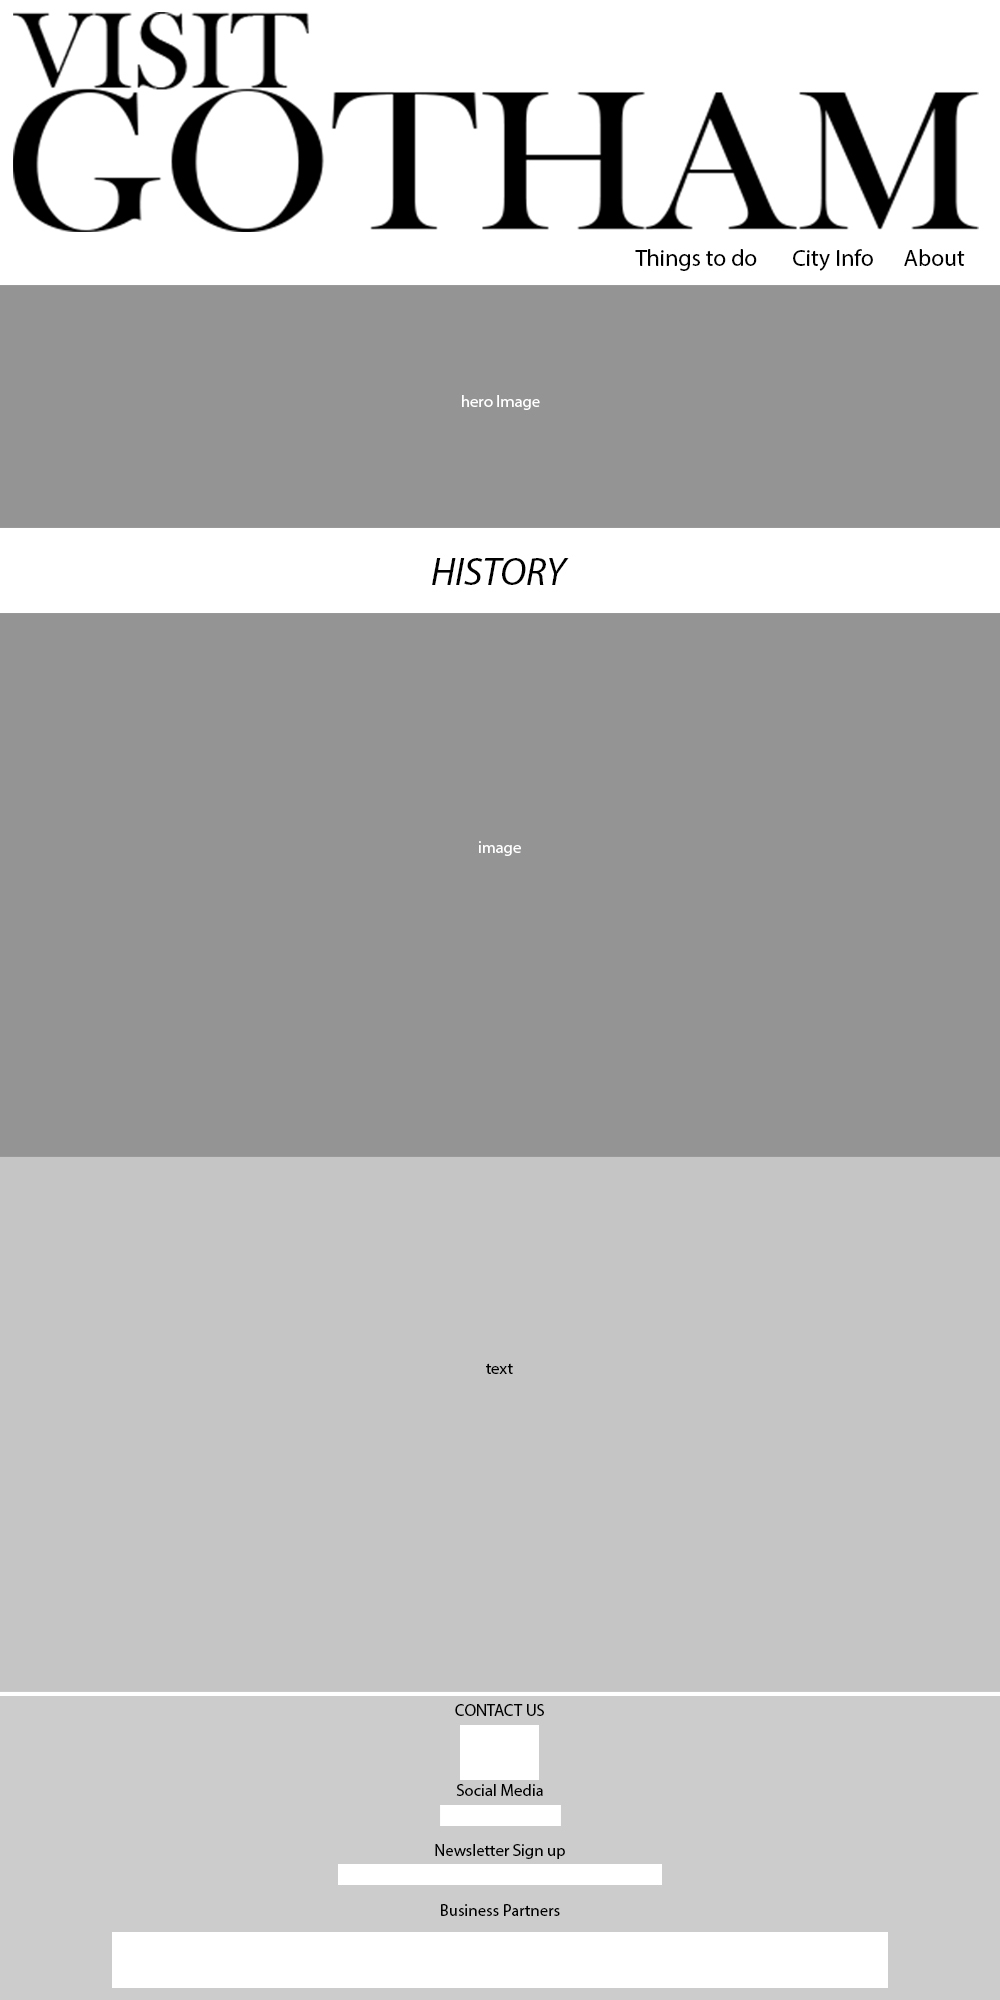 VISIT
GOTHAM
Things to do City Info About
hero Image
HISTORY
image
text
CONTACT US
Social Media
Newsletter Sign up
Business Partners